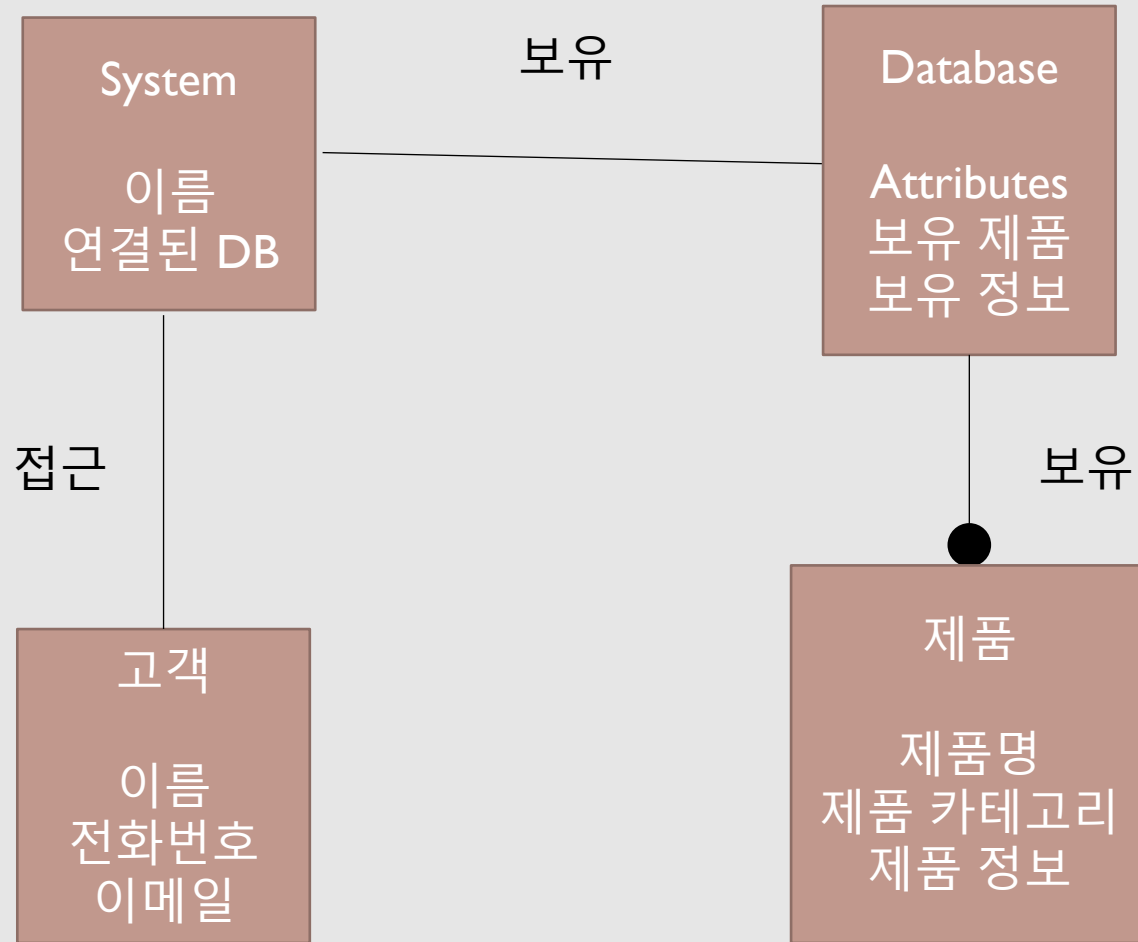 System
이름
연결된 DB
보유
Database
Attributes
보유 제품
보유 정보
접근
보유
고객
이름
전화번호
이메일
제품
제품명
제품 카테고리
제품 정보